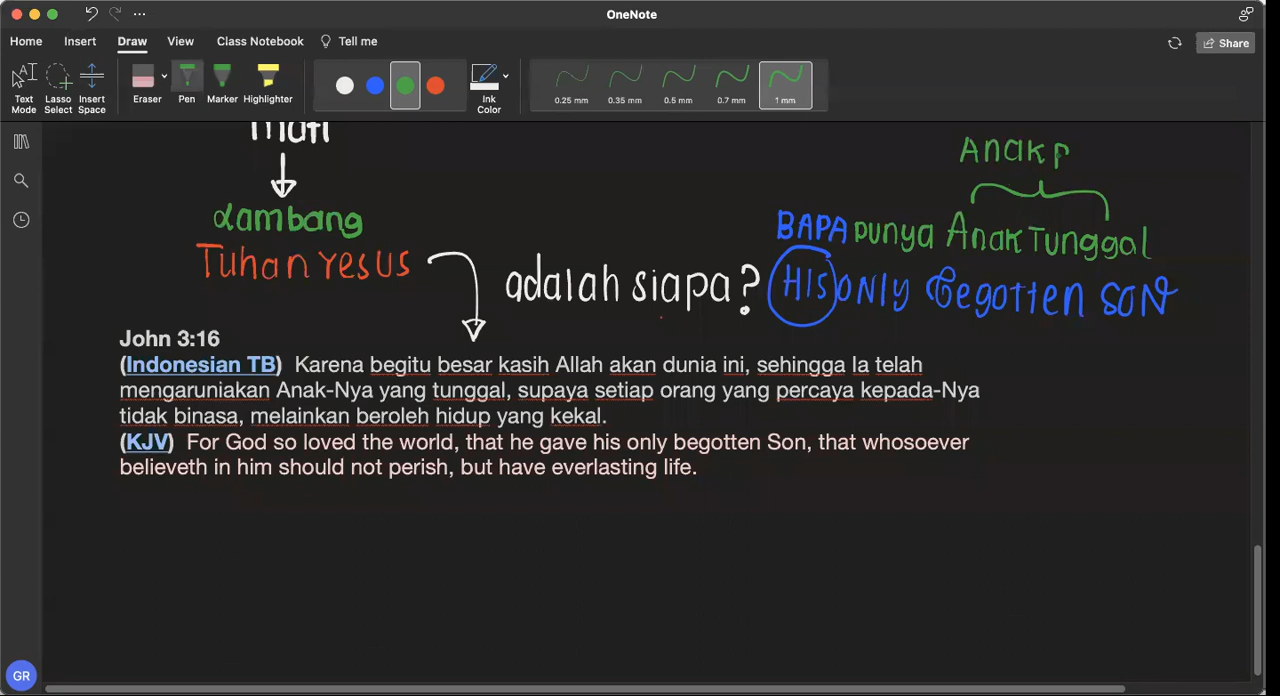 OneNote
Home Insert Draw View Class Notebook Tell me
Share
Text Mode
Lasso Select
Insert Space
Eraser
Pen
Marker
Highlighter
Ink Color
0.25 mm
0.35 mm
0.5 mm
0.7 mm
1 mm
mati
Anak P
Lambang
Tuhan Yesus
BAPA punya Anak Tunggal
adalah siapa? HIS ONLY Begotten SON
John 3:16
(Indonesian TB) Karena begitu besar kasih Allah akan dunia ini, sehingga Ia telah
mengaruniakan Anak-Nya yang tunggal, supaya setiap orang yang percaya kepada-Nya
tidak binasa, melainkan beroleh hidup yang kekal.
(KJV) For God so loved the world, that he gave his only begotten Son, that whosoever
believeth in him should not perish, but have everlasting life.
GR